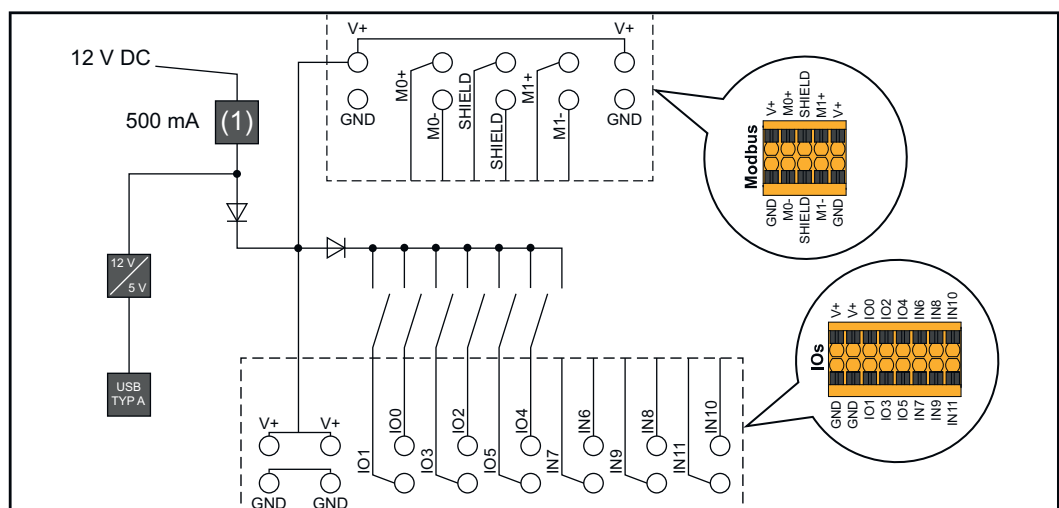 12 V DC
500 mA
(1)
12 V
5 V
USB
TYP A
V+
V+
GND
M0+
M0-
SHIELD
SHIELD
M1+
M1-
GND
Modbus
V+
M0+
SHIELD
M1+
V+
GND
M0-
SHIELD
M1-
GND
V+
V+
GND
GND
IO1
IO0
IO3
IO2
IO5
IO4
IN7
IN6
IN9
IN8
IN11
IN10
IOs
V+
V+
IO0
IO2
IO4
IN6
IN8
IN10
GND
GND
IO1
IO3
IO5
IN7
IN9
IN11